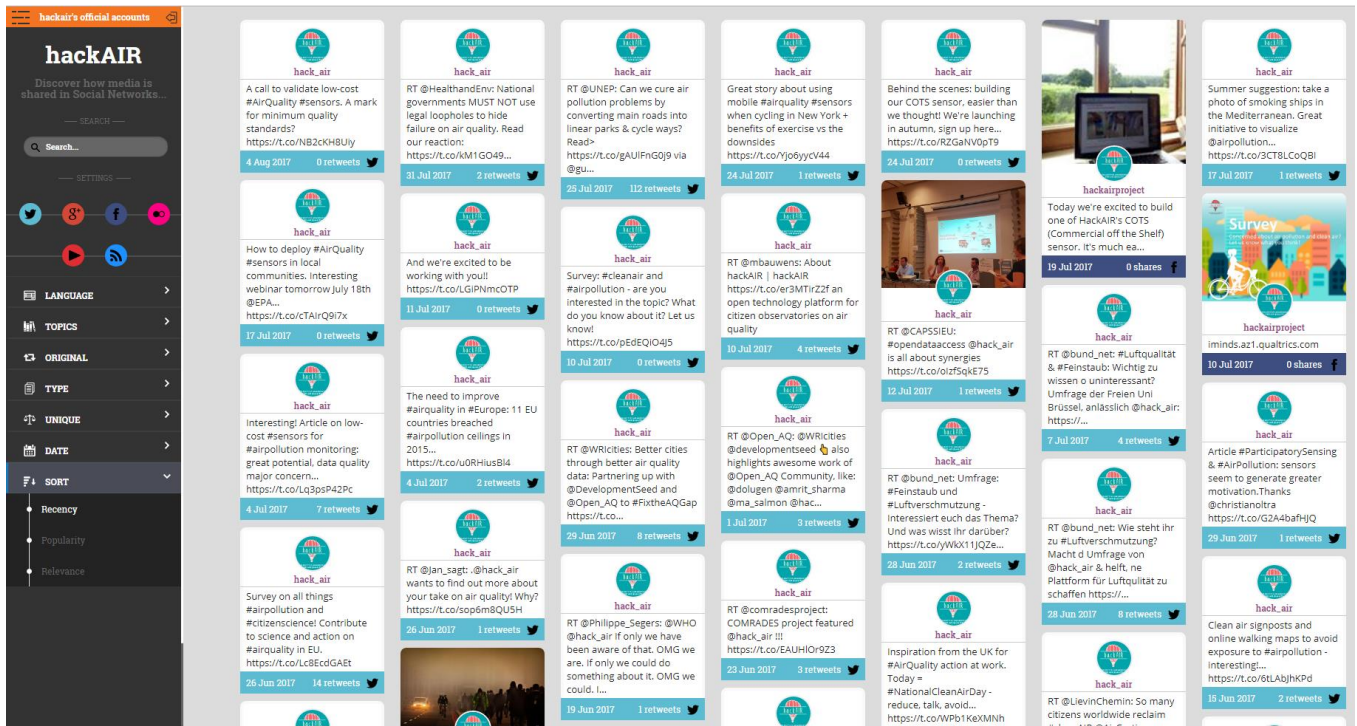 hackair's official accounts
hackAIR
Discover how media is
shared in Social Networks...
SEARCH
Search...
SETTINGS
LANGUAGE
TOPICS
ORIGINAL
TYPE
UNIQUE
DATE
SORT
Recency
Popularity
Relevance
hack_air
A call to validate low-cost
#AirQuality #sensors. A mark
for minimum quality
standards?
https://t.co/NB2cKH8UIy
4 Aug 2017 0 retweets
hack_air
How to deploy #AirQuality
#sensors in local
communities. Interesting
webinar tomorrow July 18th
@EPA...
https://t.co/cTAIrQ9i7x
17 Jul 2017 0 retweets
hack_air
Interesting! Article on low-
cost #sensors for
#airpollution monitoring:
great potential, data quality
major concern...
https://t.co/Lq3psP42Pc
4 Jul 2017 7 retweets
hack_air
Survey on all things
#airpollution and
#citizenscience! Contribute
to science and action on
#airquality in EU.
https://t.co/Lc8EcdGAEt
26 Jun 2017 14 retweets
hack_air
RT @HealthandEnv: National
governments MUST NOT use
legal loopholes to hide
failure on air quality. Read
our reaction:
https://t.co/kM1GO49...
31 Jul 2017 2 retweets
hack_air
And we're excited to be
working with you!!
https://t.co/LGiPNmcOTP
11 Jul 2017 0 retweets
hack_air
The need to improve
#airquality in #Europe: 11 EU
countries breached
#airpollution ceilings in
2015...
https://t.co/u0RHiusBl4
4 Jul 2017 2 retweets
hack_air
RT @Jan_sagt: .@hack_air
wants to find out more about
your take on air quality! Why?
https://t.co/sop6m8QU5H
26 Jun 2017 1 retweets
hack_air
RT @UNEP: Can we cure air
pollution problems by
converting main roads into
linear parks & cycle ways?
Read>
https://t.co/gAUlFnG0j9 via
@gu...
25 Jul 2017 112 retweets
hack_air
Survey: #cleanair and
#airpollution - are you
interested in the topic? What
do you know about it? Let us
know!
https://t.co/pEdEQiO4J5
10 Jul 2017 0 retweets
hack_air
RT @WRIcities: Better cities
through better air quality
data: Partnering up with
@DevelopmentSeed and
@Open_AQ to #FixtheAQGap
https://t.co...
29 Jun 2017 8 retweets
hack_air
RT @Philippe_Segers: @WHO
@hack_air If only we have
been aware of that. OMG we
are. If only we could do
something about it. OMG we
could. I...
19 Jun 2017 1 retweets
hack_air
Great story about using
mobile #airquality #sensors
when cycling in New York +
benefits of exercise vs the
downsides
https://t.co/Yjo6yycV44
24 Jul 2017 1 retweets
hack_air
RT @mbauwens: About
hackAIR | hackAIR
https://t.co/er3MTirZ2f an
open technology platform for
citizen observatories on air
quality
10 Jul 2017 4 retweets
hack_air
RT @Open_AQ: @WRIcities
@developmentseed 👆 also
highlights awesome work of
@Open_AQ Community, like:
@dolugen @amrit_sharma
@ma_salmon @hac...
1 Jul 2017 3 retweets
hack_air
RT @comradesproject:
COMRADES project featured
@hack_air !!!
https://t.co/EAUHlOr9Z3
23 Jun 2017 3 retweets
hack_air
Behind the scenes: building
our COTS sensor, easier than
we thought! We're launching
in autumn, sign up here...
https://t.co/RZGaNV0pT9
24 Jul 2017 0 retweets
hack_air
RT @CAPSSIEU:
#opendataaccess @hack_air
is all about synergies
https://t.co/oIzfSqkE75
12 Jul 2017 1 retweets
hack_air
RT @bund_net: Umfrage:
#Feinstaub und
#Luftverschmutzung -
Interessiert euch das Thema?
Und was wisst Ihr darüber?
https://t.co/yWkX11JQZe...
28 Jun 2017 2 retweets
hack_air
Inspiration from the UK for
#AirQuality action at work.
Today =
#NationalCleanAirDay -
reduce, talk, avoid...
https://t.co/WPb1KeXMNh
hackairproject
Today we're excited to build
one of HackAIR's COTS
(Commercial off the Shelf)
sensor. It's much ea...
19 Jul 2017 0 shares
hack_air
RT @bund_net: #Luftqualität
& #Feinstaub: Wichtig zu
wissen o uninteressant?
Umfrage der Freien Uni
Brüssel, anlässlich @hack_air:
https://...
7 Jul 2017 4 retweets
hack_air
RT @bund_net: Wie steht ihr
zu #Luftverschmutzung?
Macht d Umfrage von
@hack_air & helft, ne
Plattform für Luftqulität zu
schaffen https://...
28 Jun 2017 8 retweets
hack_air
RT @LievinChemin: So many
citizens worldwide reclaim
hack_air
Summer suggestion: take a
photo of smoking ships in
the Mediterranean. Great
initiative to visualize
@airpollution...
https://t.co/3CT8LCoQBl
17 Jul 2017 1 retweets
Survey
hackairproject
iminds.az1.qualtrics.com
10 Jul 2017 0 shares
hack_air
Article #ParticipatorySensing
& #AirPollution: sensors
seem to generate greater
motivation.Thanks
@christianoltra
https://t.co/G2A4bafHJQ
29 Jun 2017 1 retweets
hack_air
Clean air signposts and
online walking maps to avoid
exposure to #airpollution -
Interesting!...
https://t.co/6tLAbJhKPd
15 Jun 2017 2 retweets